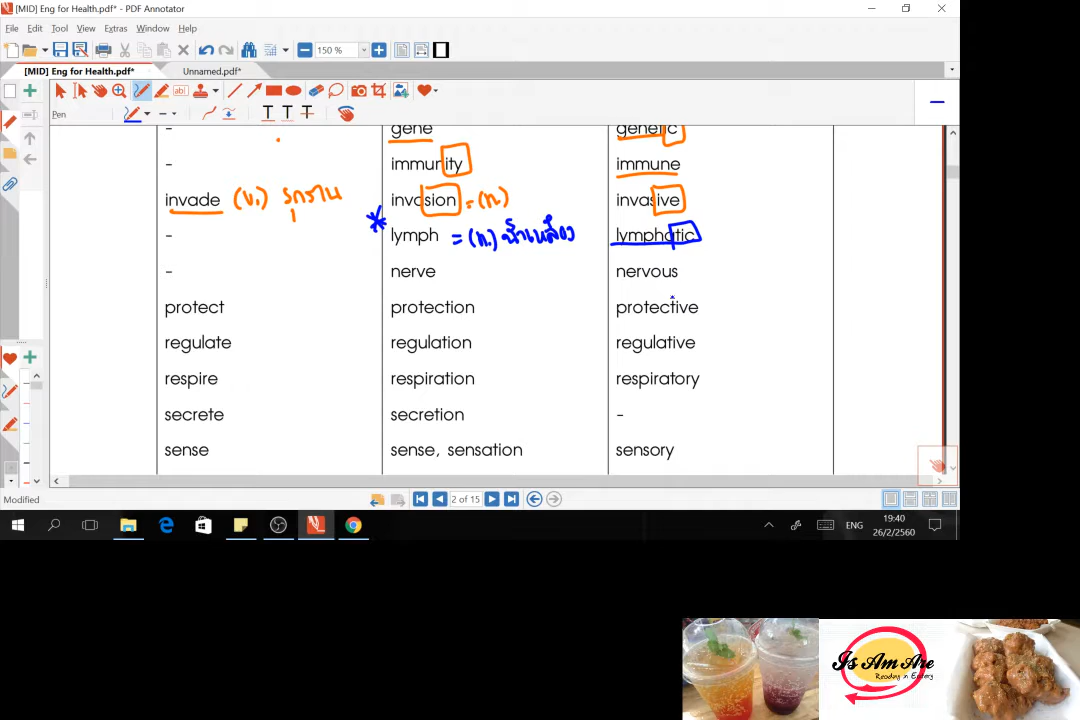 [MID] Eng for Health.pdf* - PDF Annotator
File Edit Tool View Extras Window Help
150 %
[MID] Eng for Health.pdf* Unnamed.pdf*
Pen
- gene genetic
- immunity immune
invade (v.) รุกราน invasion = (n.) invasive
- * lymph = (n.) น้ำเหลือง lymphatic
- nerve nervous
protect protection protective
regulate regulation regulative
respire respiration respiratory
secrete secretion -
sense sense, sensation sensory
Modified 2 of 15
ENG 19:40
26/2/2560
Is Am Are
Reading n Eatery